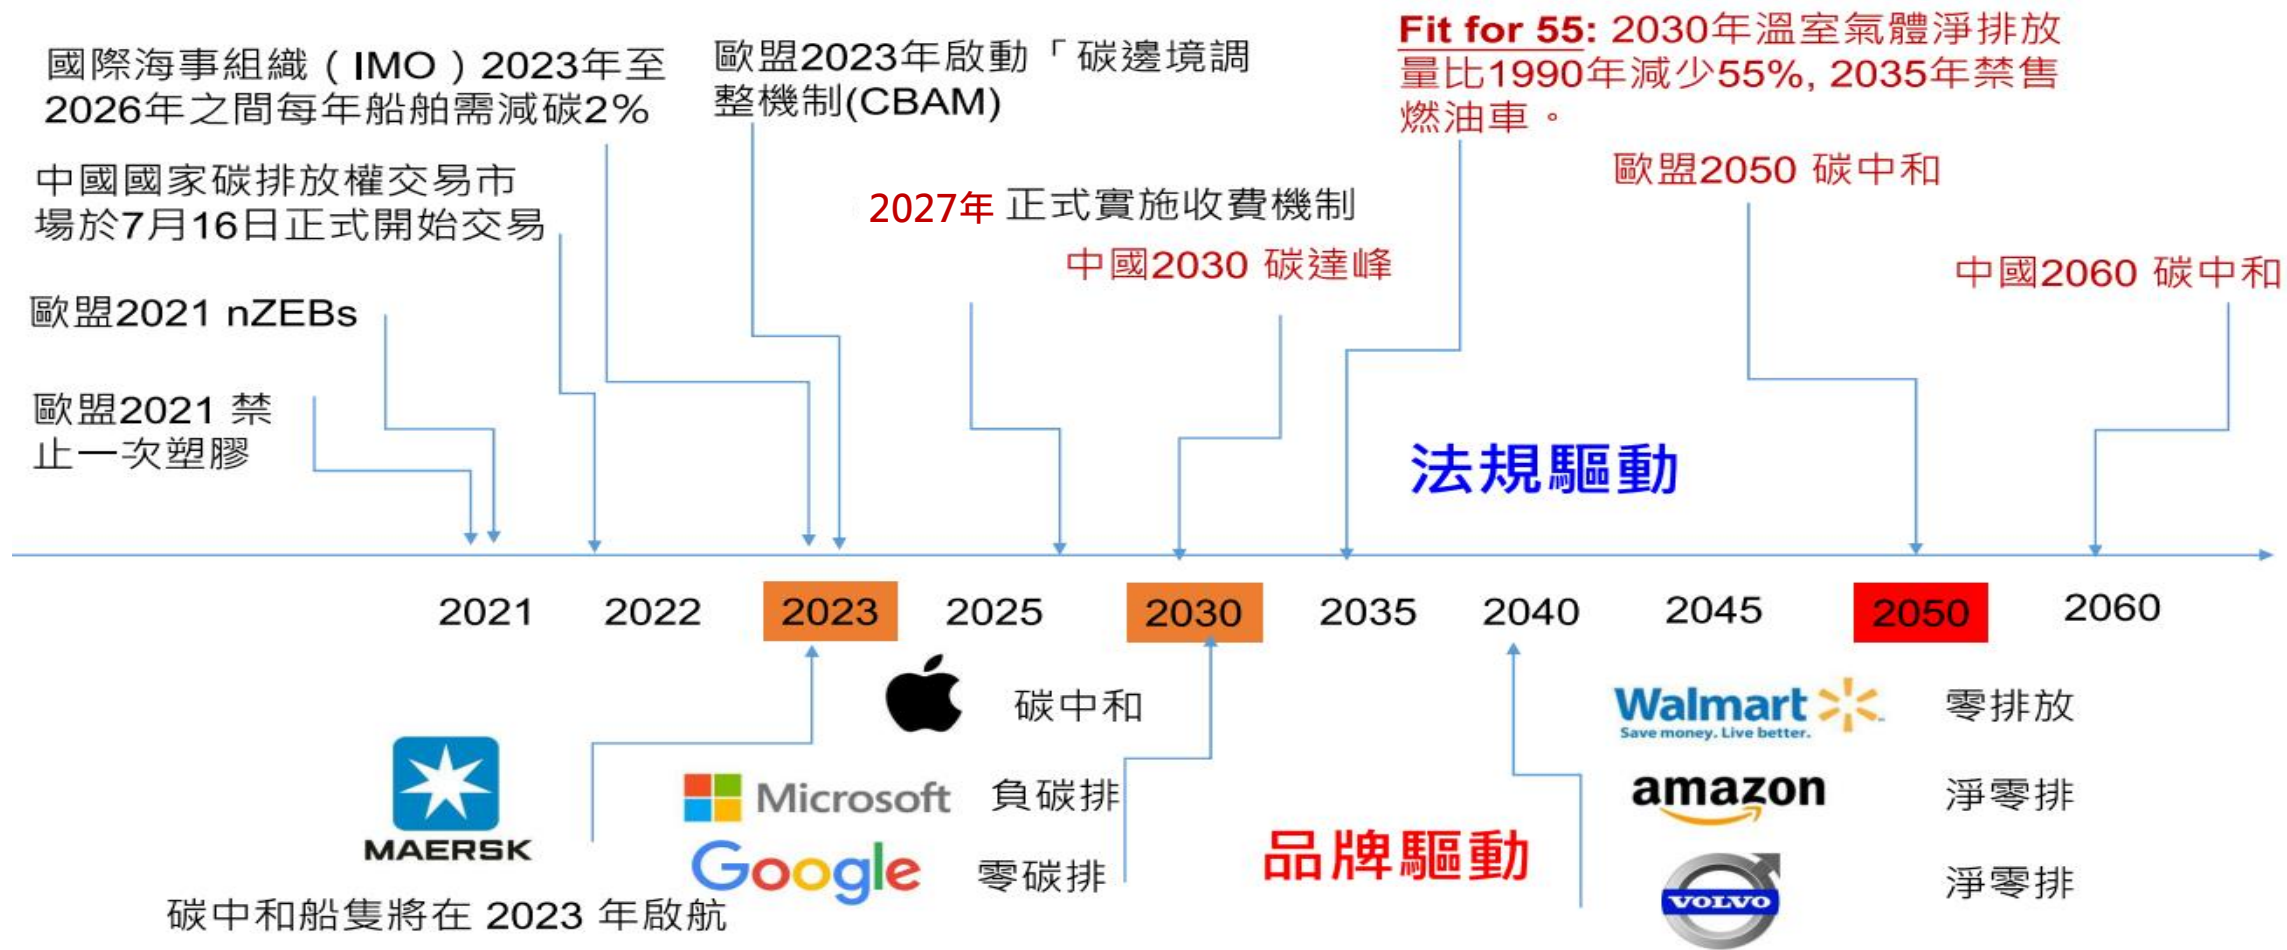 國際海事組織（IMO）2023年至
2026年之間每年船舶需減碳2%
歐盟2023年啟動「碳邊境調
整機制(CBAM)
Fit for 55: 2030年溫室氣體淨排放
量比1990年減少55%, 2035年禁售
燃油車。
中國國家碳排放權交易市
場於7月16日正式開始交易
2027年 正式實施收費機制
歐盟2050 碳中和
中國2030 碳達峰
中國2060 碳中和
歐盟2021 nZEBs
歐盟2021 禁
止一次塑膠
法規驅動
2021 2022 2023 2025 2030 2035 2040 2045 2050 2060
碳中和
Walmart
Save money. Live better.
零排放
MAERSK
Microsoft 負碳排
amazon 淨零排
Google 零碳排
品牌驅動
VOLVO 淨零排
碳中和船隻將在 2023 年啟航